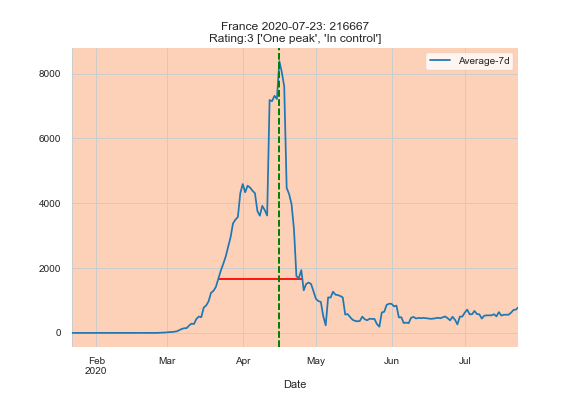 France 2020-07-23: 216667
Rating:3 ['One peak', 'In control']
Average-7d
8000
6000
4000
2000
0
Feb
2020
Mar
Apr
May
Jun
Jul
Date